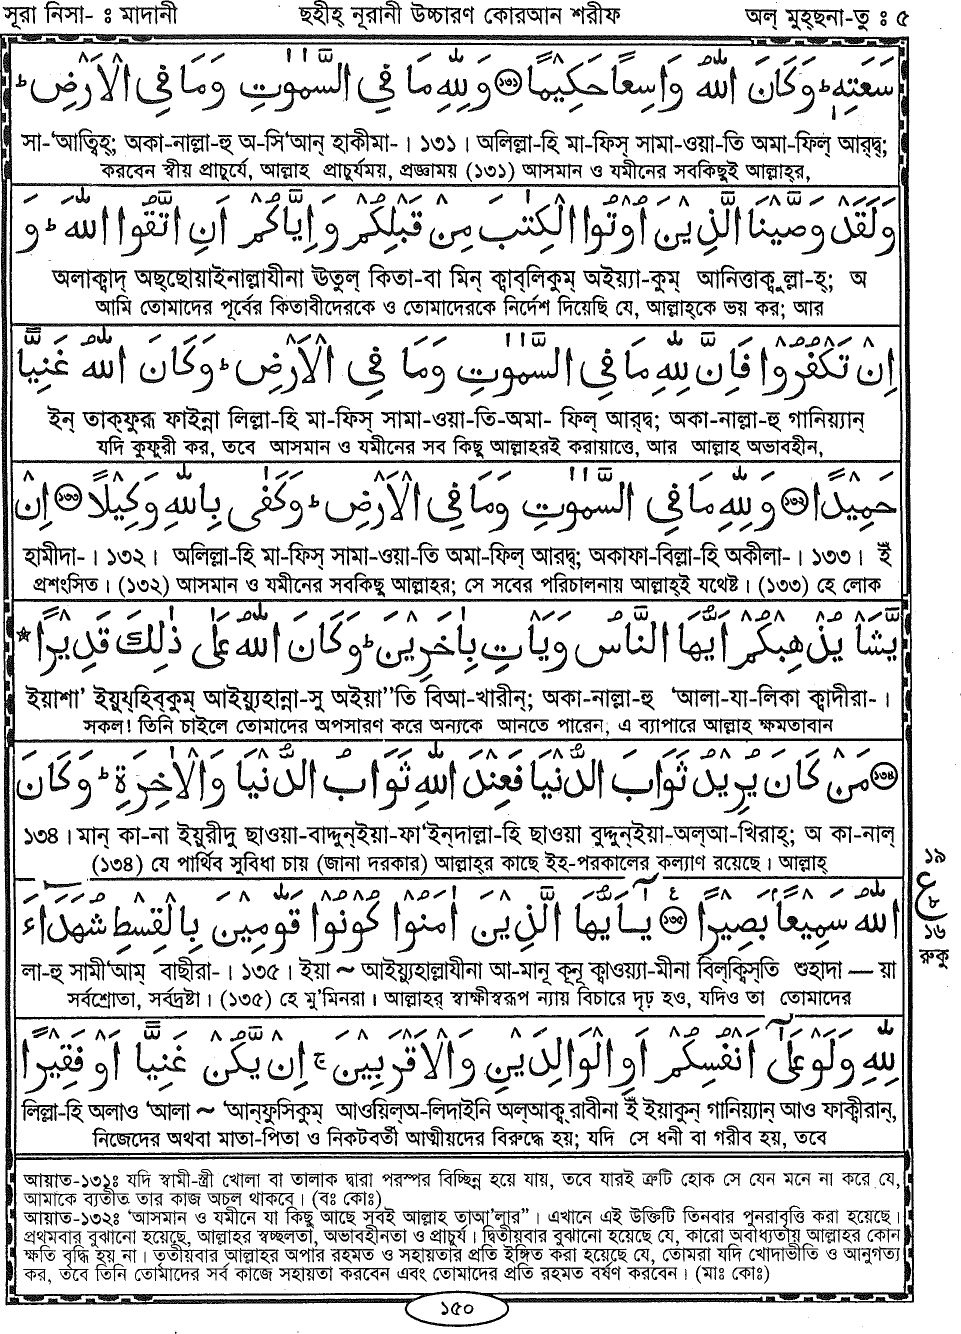 সূরা নিসা- ঃ মাদানী ছহীহ্ নূরানী উচ্চারণ কোরআন শরীফ অল্ মুহ্ছনা-তু ঃ ৫
سَعَتِهٖ ؕ وَكَانَ اللّٰهُ وَاسِعًا حَكِيْمًا ﴿১৩১﴾ وَلِلّٰهِ مَا فِى السَّمٰوٰتِ وَمَا فِى الْاَرْضِ ؕ
সা-‘আত্বিহ্; অকা-নাল্লা-হু অ-সি‘আন্ হাকীমা-। ১৩১। অলিল্লা-হি মা-ফিস্ সামা-ওয়া-তি অমা-ফিল্ আর্দ্ব;
করবেন স্বীয় প্রাচুর্যে, আল্লাহ প্রাচুর্যময়, প্রজ্ঞাময় (১৩১) আসমান ও যমীনের সবকিছুই আল্লাহর,
وَلَقَدْ وَصَّيْنَا الَّذِيْنَ اُوْتُوا الْكِتٰبَ مِنْ قَبْلِكُمْ وَاِيَّاكُمْ اَنِ اتَّقُوا اللّٰهَ ؕ وَ
অলাক্বাদ্ অছ্ছোয়াইনাল্লাযীনা ঊতুল্ কিতা-বা মিন্ ক্বাব্লিকুম্ অইয়্যা-কুম্ আনিত্তাক্বুল্লা-হ্; অ
আমি তোমাদের পূর্বের কিতাবীদেরকে ও তোমাদেরকে নির্দেশ দিয়েছি যে, আল্লাহ্কে ভয় কর; আর
اِنْ تَكْفُرُوْا فَاِنَّ لِلّٰهِ مَا فِى السَّمٰوٰتِ وَمَا فِى الْاَرْضِ ؕ وَكَانَ اللّٰهُ غَنِيًّا
ইন্ তাক্ফুরূ ফাইন্না লিল্লা-হি মা-ফিস্ সামা-ওয়া-তি-অমা- ফিল্ আর্দ্ব; অকা-নাল্লা-হু গানিয়্যান্
যদি কুফুরী কর, তবে আসমান ও যমীনের সব কিছু আল্লাহরই করায়াত্তে, আর আল্লাহ অভাবহীন,
حَمِيْدًا ﴿১৩২﴾ وَلِلّٰهِ مَا فِى السَّمٰوٰتِ وَمَا فِى الْاَرْضِ ؕ وَكَفٰى بِاللّٰهِ وَكِيْلًا ﴿১৩৩﴾ اِنْ
হামীদা-। ১৩২। অলিল্লা-হি মা-ফিস্ সামা-ওয়া-তি অমা-ফিল্ আরদ্ব; অকাফা-বিল্লা-হি অকীলা-। ১৩৩। ইঁ
প্রশংসিত। (১৩২) আসমান ও যমীনের সবকিছু আল্লাহর; সে সবের পরিচালনায় আল্লাহ্ই যথেষ্ট। (১৩৩) হে লোক
يَّشَاْ يُذْهِبْكُمْ اَيُّهَا النَّاسُ وَيَاْتِ بِاٰخَرِيْنَ ؕ وَكَانَ اللّٰهُ عَلٰى ذٰلِكَ قَدِيْرًا ☆
ইয়াশা’ ইয়ুয্হিব্কুম্ আইয়্যুহান্না-সু অইয়া”তি বিআ-খারীন্; অকা-নাল্লা-হু ‘আলা-যা-লিকা ক্বাদীরা-।
সকল! তিনি চাইলে তোমাদের অপসারণ করে অন্যকে আনতে পারেন, এ ব্যাপারে আল্লাহ ক্ষমতাবান
﴿১৩৪﴾ مَنْ كَانَ يُرِيْدُ ثَوَابَ الدُّنْيَا فَعِنْدَ اللّٰهِ ثَوَابُ الدُّنْيَا وَالْاٰخِرَةِ ؕ وَكَانَ
১৩৪। মান্ কা-না ইয়ুরীদু ছাওয়া-বাদ্দুন্ইয়া-ফা‘ইন্দাল্লা-হি ছাওয়া বুদ্দুন্ইয়া-অল্আ-খিরাহ্; অ কা-নাল্
(১৩৪) যে পার্থিব সুবিধা চায় (জানা দরকার) আল্লাহ্র কাছে ইহ-পরকালের কল্যাণ রয়েছে। আল্লাহ্
১৯
ع
৮
১৬
রুকু
اللّٰهُ سَمِيْعًۢا بَصِيْرًا ﴿১৩৫﴾ يٰٓاَيُّهَا الَّذِيْنَ اٰمَنُوْا كُوْنُوْا قَوّٰمِيْنَ بِالْقِسْطِ شُهَدَآءَ
লা-হু সামী‘আম্ বাছীরা-। ১৩৫। ইয়া ~ আইয়্যুহাল্লাযীনা আ-মানূ কূনূ ক্বাওয়্যা-মীনা বিল্ক্বিস্তি শুহাদা — য়া
সর্বশ্রোতা, সর্বদ্রষ্টা। (১৩৫) হে মু’মিনরা। আল্লাহর্ স্বাক্ষীস্বরূপ ন্যায় বিচারে দৃঢ় হও, যদিও তা তোমাদের
لِلّٰهِ وَلَوْ عَلٰٓى اَنْفُسِكُمْ اَوِ الْوَالِدَيْنِ وَالْاَقْرَبِيْنَ ۚ اِنْ يَّكُنْ غَنِيًّا اَوْ فَقِيْرًا
লিল্লা-হি অলাও ‘আলা ~ ‘আন্ফুসিকুম্ আওয়িল্অ-লিদাইনি অল্আক্ব্ রাবীনা ইঁ ইয়াকুন্ গানিয়্যান্ আও ফাক্বীরান্,
নিজেদের অথবা মাতা-পিতা ও নিকটবর্তী আত্মীয়দের বিরুদ্ধে হয়; যদি সে ধনী বা গরীব হয়, তবে
আয়াত-১৩১ঃ যদি স্বামী-স্ত্রী খোলা বা তালাক দ্বারা পরস্পর বিচ্ছিন্ন হয়ে যায়, তবে যারই ত্রুটি হোক সে যেন মনে না করে যে,
আমাকে ব্যতীত তার কাজ অচল থাকবে। (বঃ কোঃ)
আয়াত-১৩২ঃ ‘আসমান ও যমীনে যা কিছু আছে সবই আল্লাহ তাআ’লার”। এখানে এই উক্তিটি তিনবার পুনরাবৃত্তি করা হয়েছে।
প্রথমবার বুঝানো হয়েছে, আল্লাহর স্বচ্ছলতা, অভাবহীনতা ও প্রাচুর্য। দ্বিতীয়বার বুঝানো হয়েছে যে, কারো অবাধ্যতায় আল্লাহর কোন
ক্ষতি বৃদ্ধি হয় না। তৃতীয়বার আল্লাহর অপার রহমত ও সহায়তার প্রতি ইঙ্গিত করা হয়েছে যে, তোমরা যদি খোদাভীতি ও আনুগত্য
কর, তবে তিনি তোমাদের সর্ব কাজে সহায়তা করবেন এবং তোমাদের প্রতি রহমত বর্ষণ করবেন। (মাঃ কোঃ)
১৫০